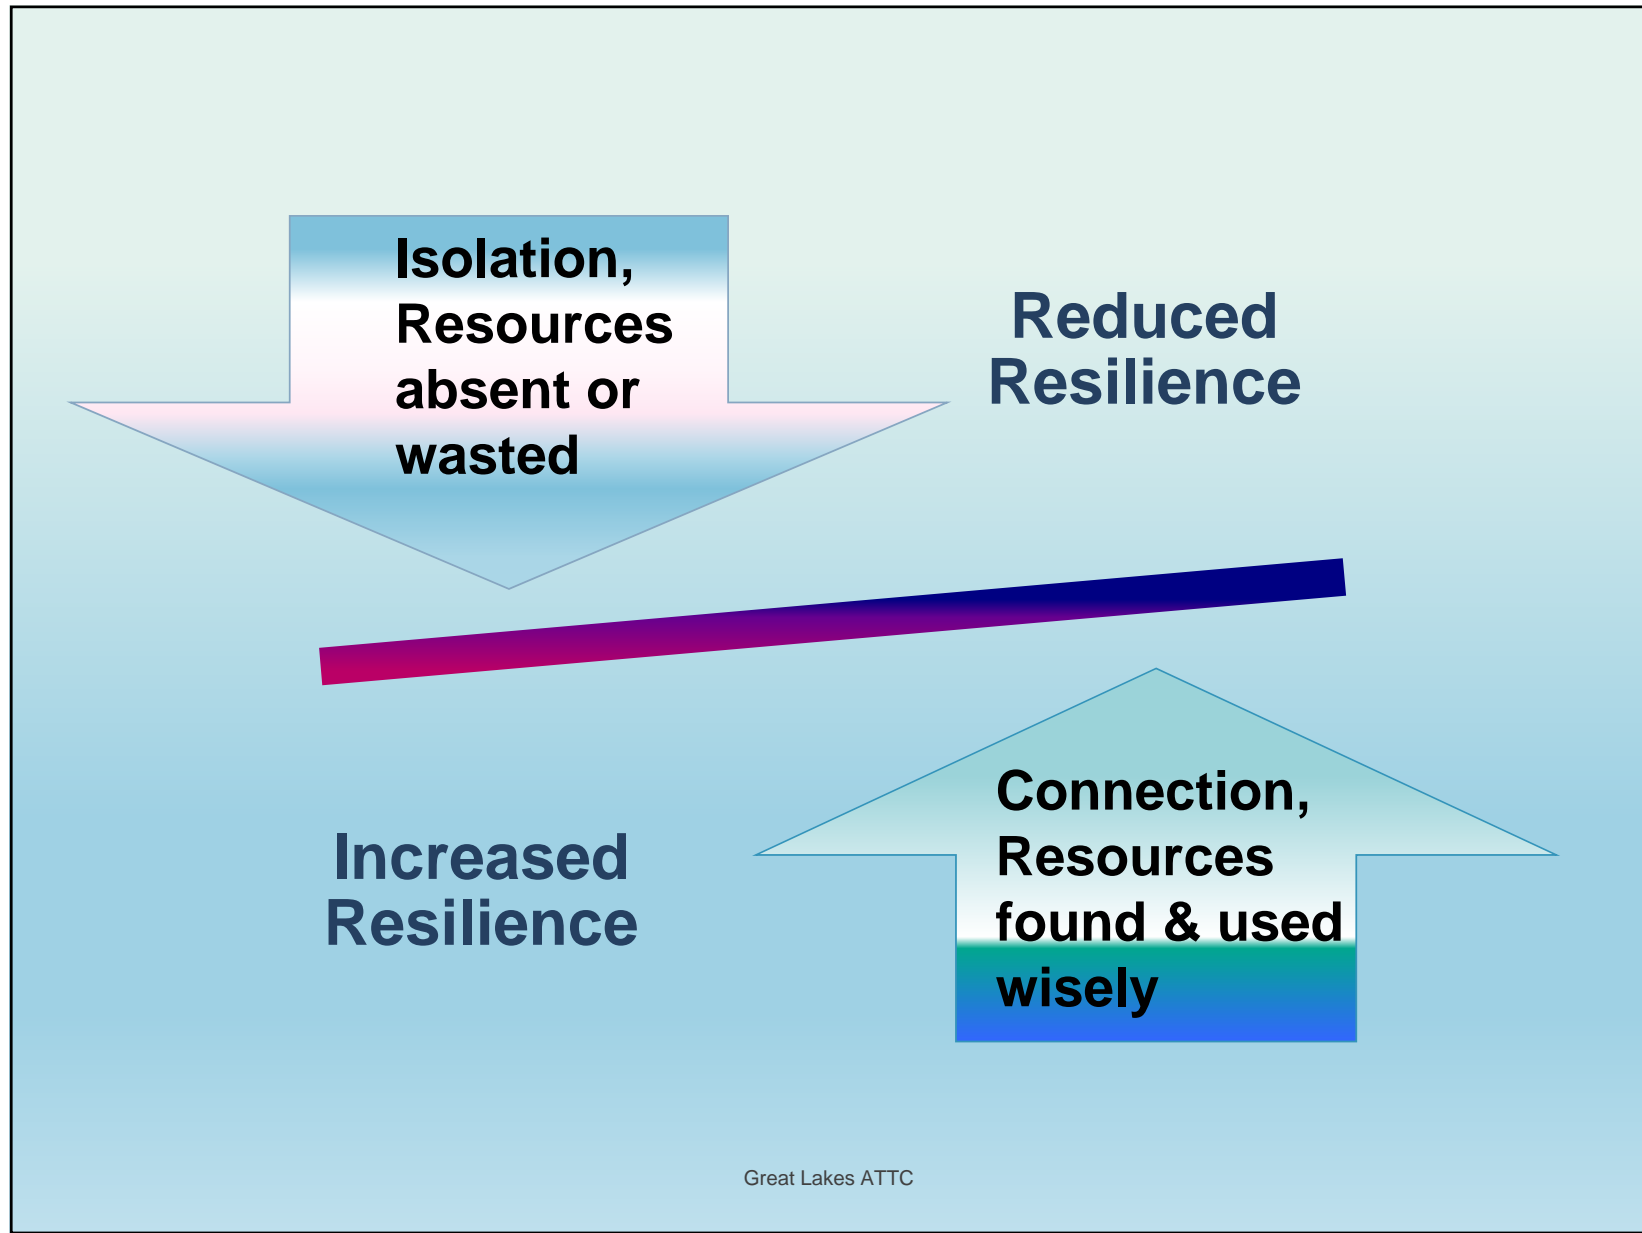 Isolation,
Resources
absent or
wasted
Reduced
Resilience
Increased
Resilience
Connection,
Resources
found & used
wisely
Great Lakes ATTC